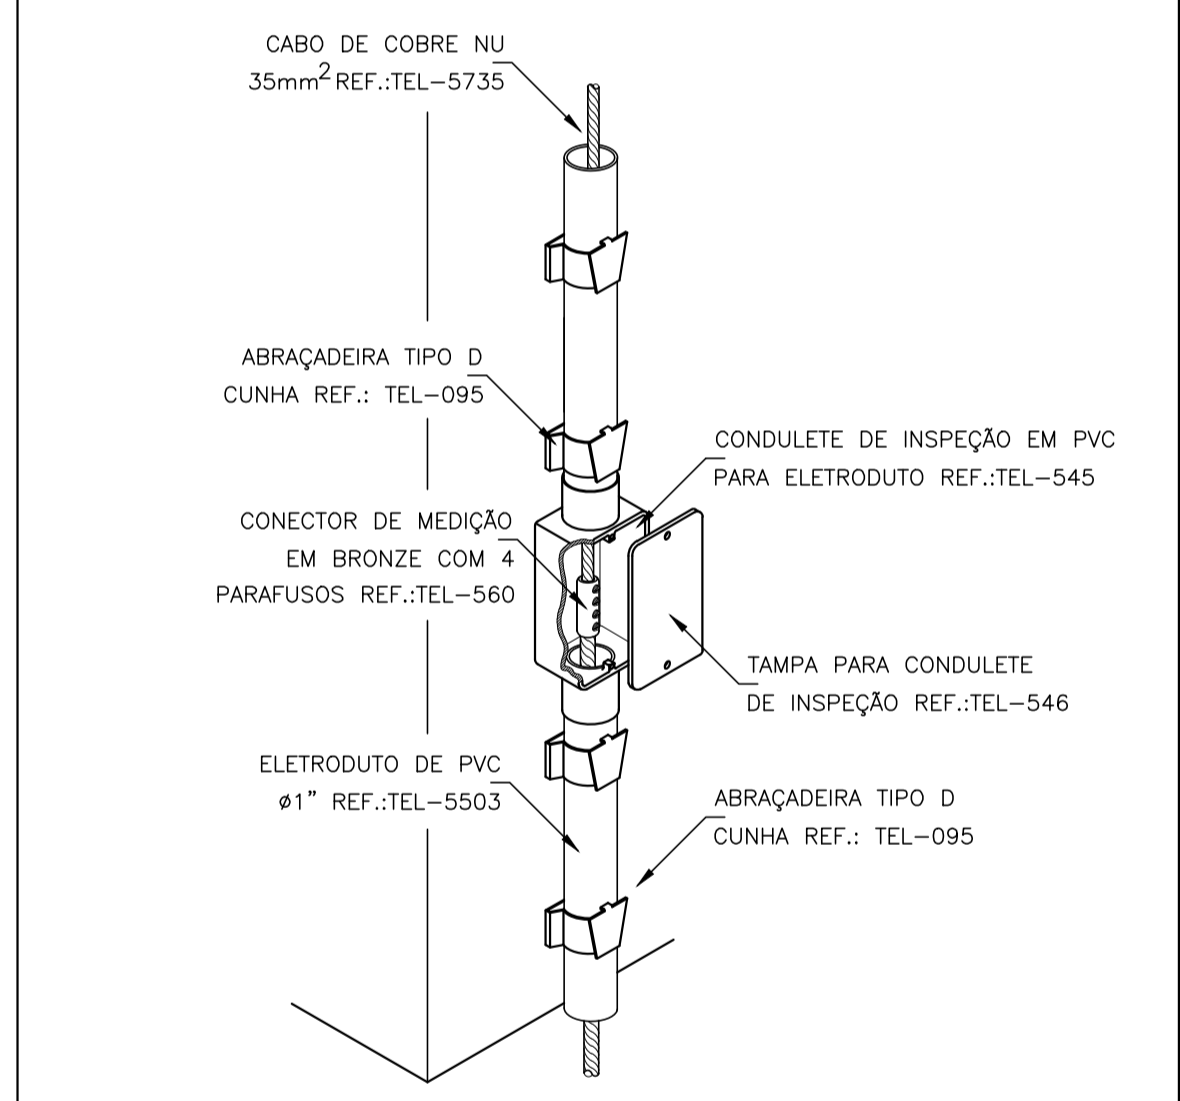 CABO DE COBRE NU
35mm² REF.:TEL-5735
ABRAÇADEIRA TIPO D
CUNHA REF.: TEL-095
CONDULETE DE INSPEÇÃO EM PVC
PARA ELETRODUTO REF.:TEL-545
CONECTOR DE MEDIÇÃO
EM BRONZE COM 4
PARAFUSOS REF.:TEL-560
TAMPA PARA CONDULETE
DE INSPEÇÃO REF.:TEL-546
ELETRODUTO DE PVC
ø1" REF.:TEL-5503
ABRAÇADEIRA TIPO D
CUNHA REF.: TEL-095